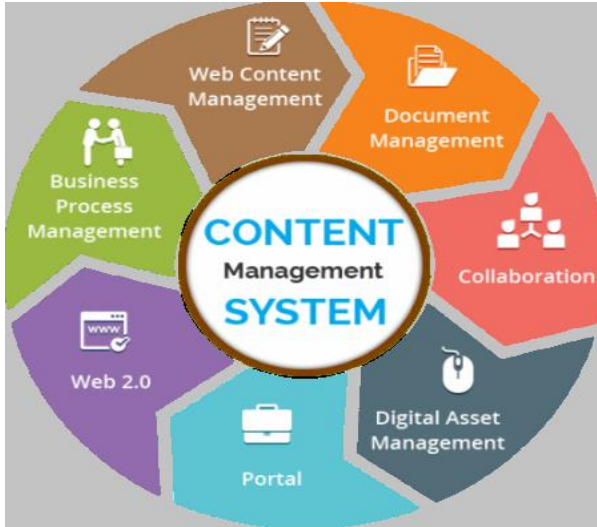 Web Content
Management
Document
Management
Collaboration
Digital Asset
Management
Portal
Web 2.0
www
Business
Process
Management
CONTENT
Management
SYSTEM